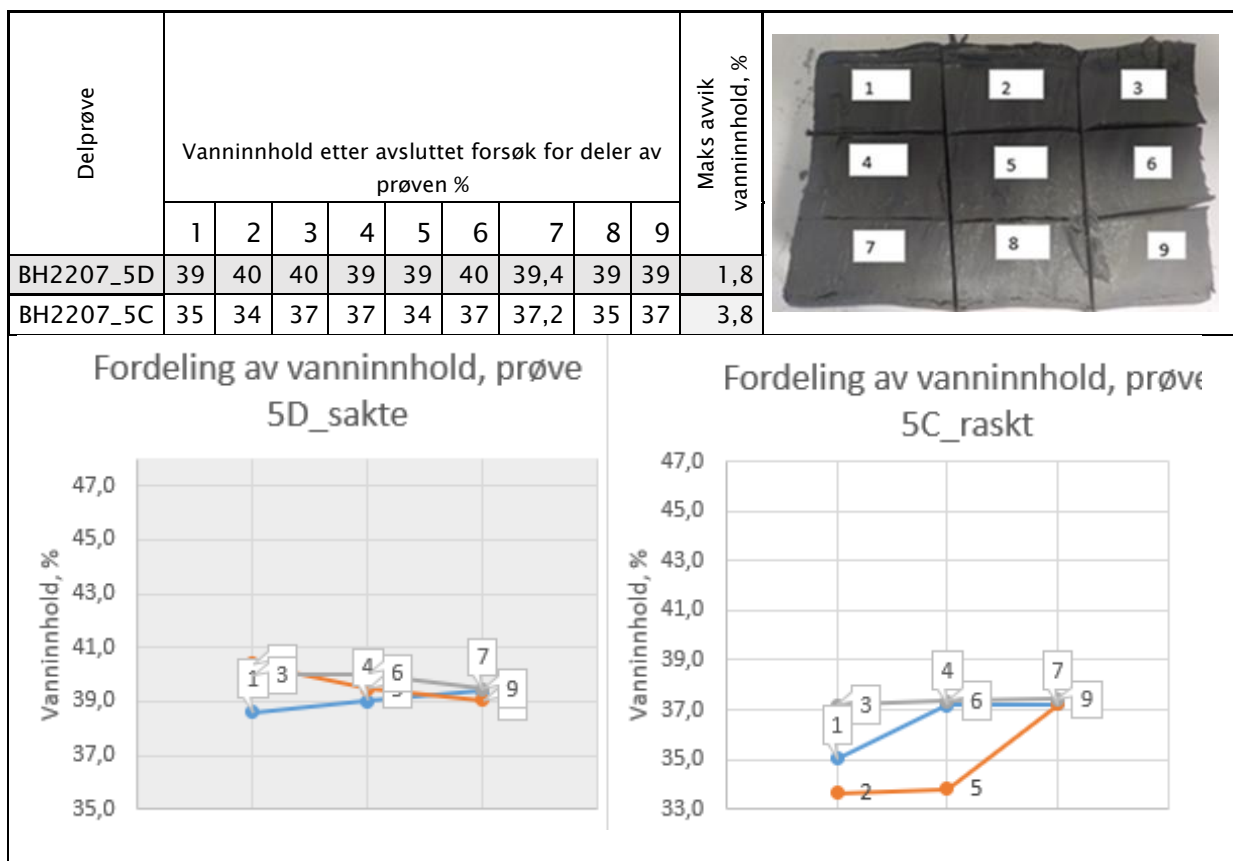 Delprøve
Vanninnhold etter avsluttet forsøk for deler av
prøven %
Maks avvik
vanninnhold, %
1 2 3 4 5 6 7 8 9
BH2207_5D 39 40 40 39 39 40 39,4 39 39 1,8
BH2207_5C 35 34 37 37 34 37 37,2 35 37 3,8
1 2 3
4 5 6
7 8 9
Fordeling av vanninnhold, prøve
5D_sakte
Vanninnhold, %
47,0
45,0
43,0
41,0
39,0
37,0
35,0
1 3 4 6 7 9
Fordeling av vanninnhold, prøve
5C_raskt
Vanninnhold, %
47,0
45,0
43,0
41,0
39,0
37,0
35,0
33,0
1 3 4 6 7 9
2 5